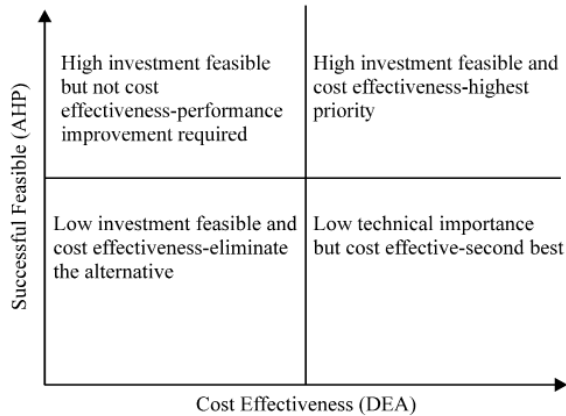 High investment feasible
but not cost
effectiveness-performance
improvement required
High investment feasible and
cost effectiveness-highest
priority
Low investment feasible and
cost effectiveness-eliminate
the alternative
Low technical importance
but cost effective-second best
Successful Feasible (AHP)
Cost Effectiveness (DEA)